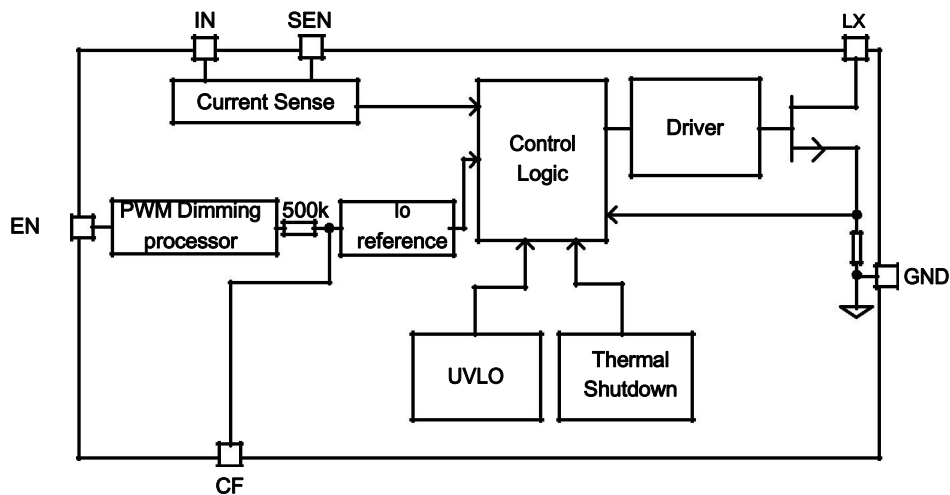 IN
SEN
LX
Current Sense
Control
Logic
Driver
EN
PWM Dimming
processor
500k
Io
reference
GND
UVLO
Thermal
Shutdown
CF